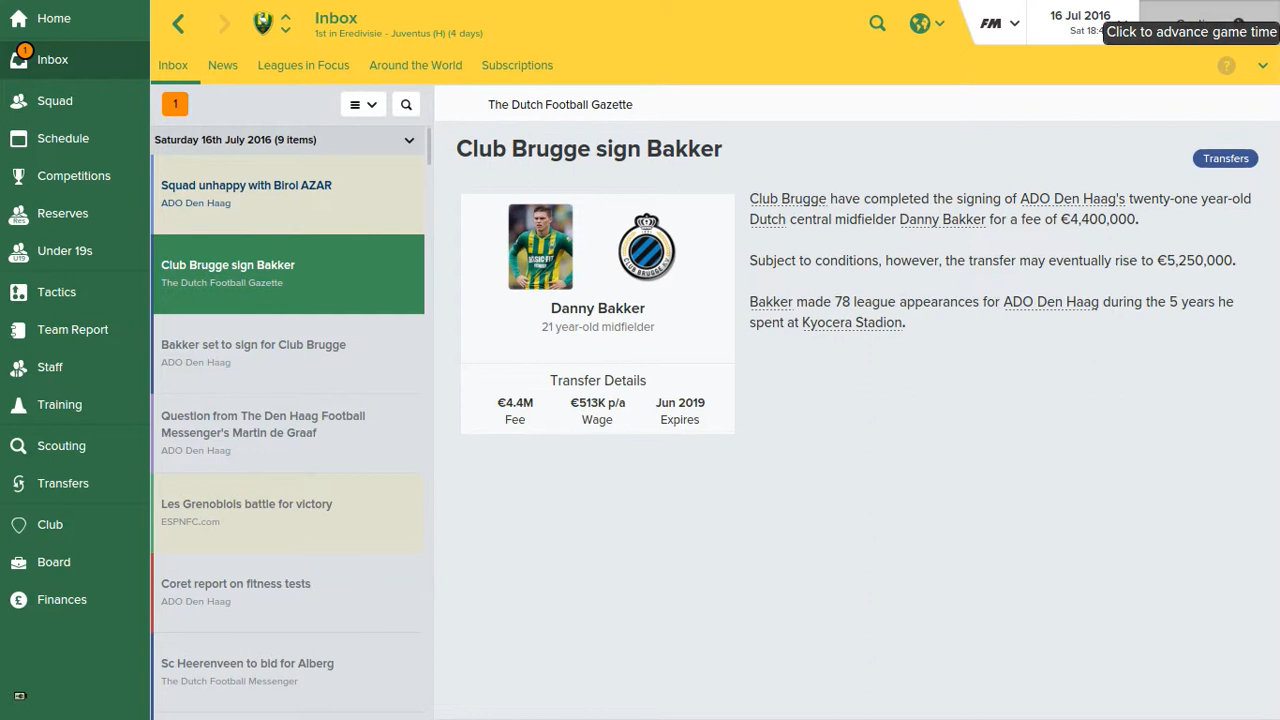 Home
1
Inbox
Squad
Schedule
Competitions
Reserves
Under 19s
Tactics
Team Report
Staff
Training
Scouting
Transfers
Club
Board
Finances
Inbox
1st in Eredivisie - Juventus (H) (4 days)
FM
16 Jul 2016
Click to advance game time
Inbox
News
Leagues in Focus
Around the World
Subscriptions
?
1
Saturday 16th July 2016 (9 items)
Squad unhappy with Birol AZAR
ADO Den Haag
Club Brugge sign Bakker
The Dutch Football Gazette
Bakker set to sign for Club Brugge
ADO Den Haag
Question from The Den Haag Football
Messenger's Martin de Graaf
ADO Den Haag
Les Grenoblois battle for victory
ESPNFC.com
Coret report on fitness tests
ADO Den Haag
Sc Heerenveen to bid for Alberg
The Dutch Football Messenger
The Dutch Football Gazette
Club Brugge sign Bakker
Transfers
Danny Bakker
21 year-old midfielder
Transfer Details
€4.4M €513K p/a Jun 2019
Fee Wage Expires
Club Brugge have completed the signing of ADO Den Haag's twenty-one year-old
Dutch central midfielder Danny Bakker for a fee of €4,400,000.
Subject to conditions, however, the transfer may eventually rise to €5,250,000.
Bakker made 78 league appearances for ADO Den Haag during the 5 years he
spent at Kyocera Stadion.